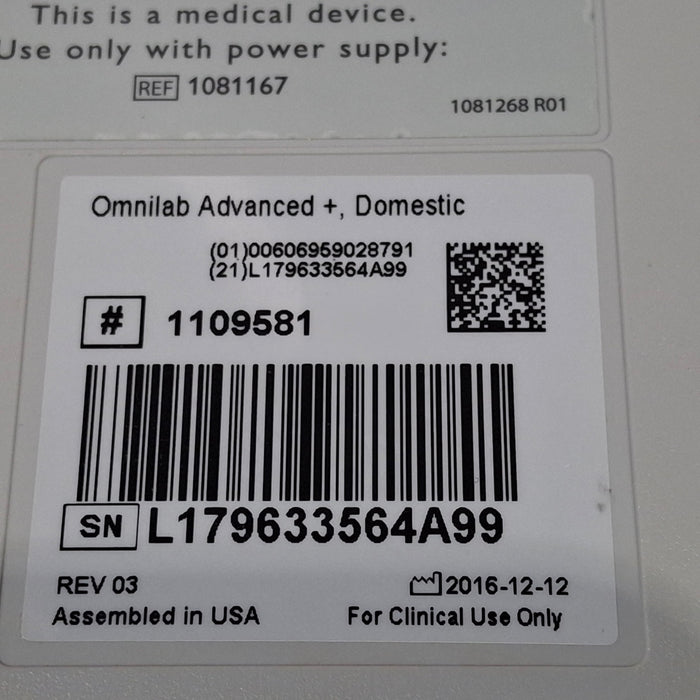 This is a medical device.
Use only with power supply:
REF 1081167
1081268 R01
Omnilab Advanced +, Domestic
(01)00606959028791
(21)L179633564A99
# 1109581
SN L179633564A99
REV 03 2016-12-12
Assembled in USA For Clinical Use Only